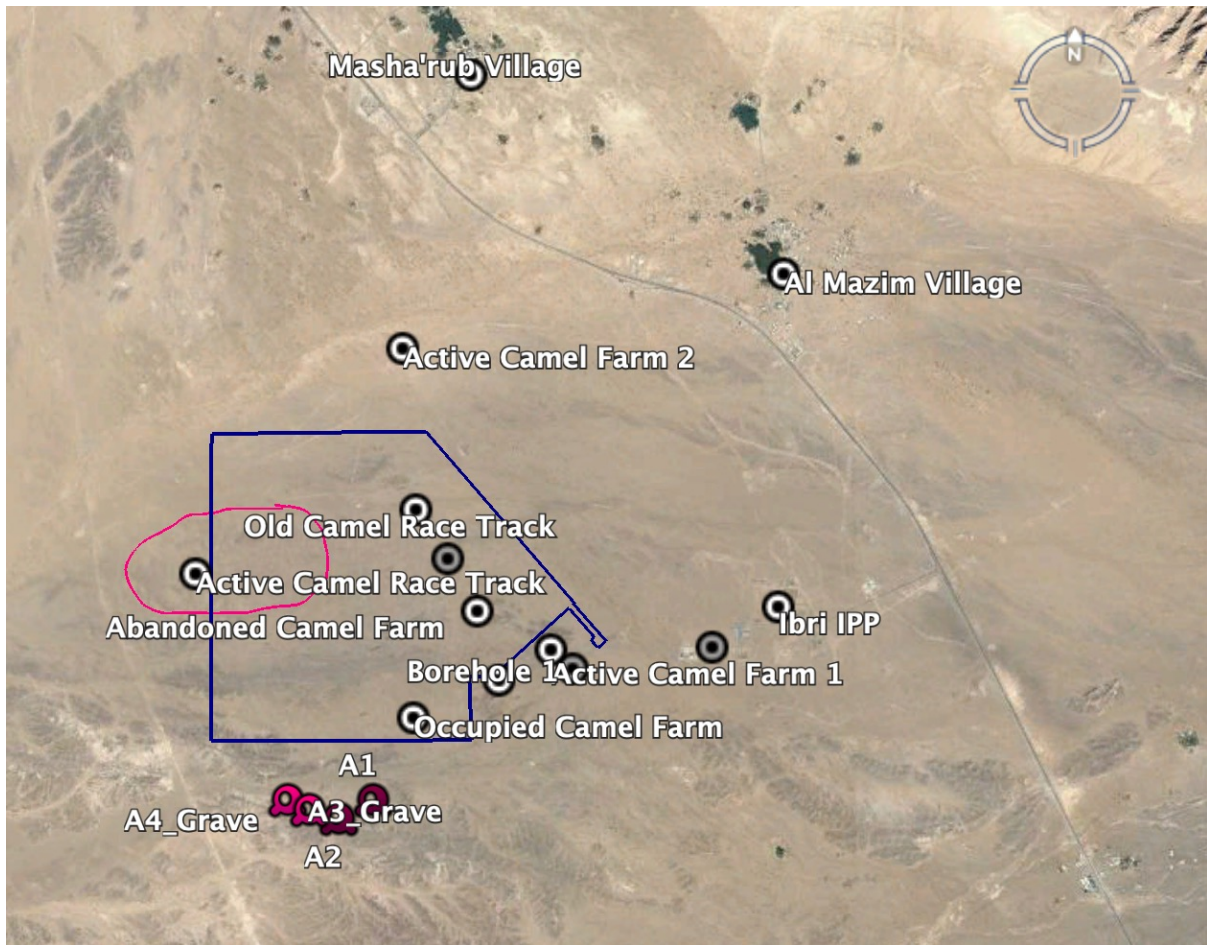 Masha'rub Village
N
Al Mazim Village
Active Camel Farm 2
Old Camel Race Track
Active Camel Race Track
Abandoned Camel Farm
Ibri IPP
Borehole 1
Active Camel Farm 1
Occupied Camel Farm
A1
A4_Grave
A3_Grave
A2